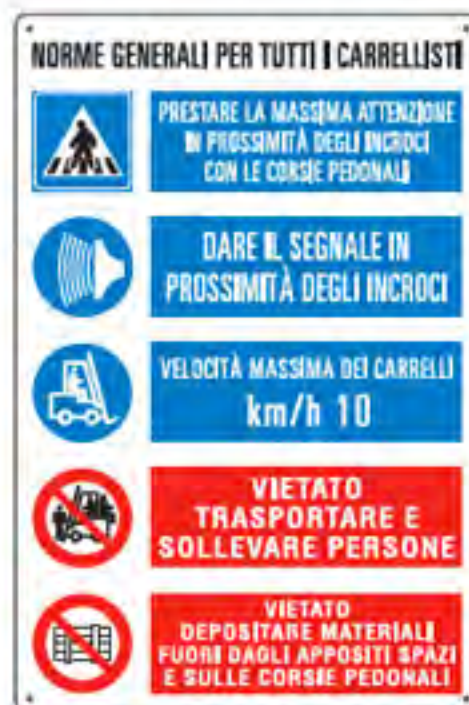 NORME GENERALI PER TUTTI I CARRELLISTI
PRESTARE LA MASSIMA ATTENZIONE
IN PROSSIMITÀ DEGLI INCROCI
CON LE CORSIE PEDONALI
DARE IL SEGNALE IN
PROSSIMITÀ DEGLI INCROCI
VELOCITÀ MASSIMA DEI CARRELLI
km/h 10
VIETATO
TRASPORTARE E
SOLLEVARE PERSONE
VIETATO
DEPOSITARE MATERIALI
FUORI DAGLI APPOSITI SPAZI
E SULLE CORSIE PEDONALI